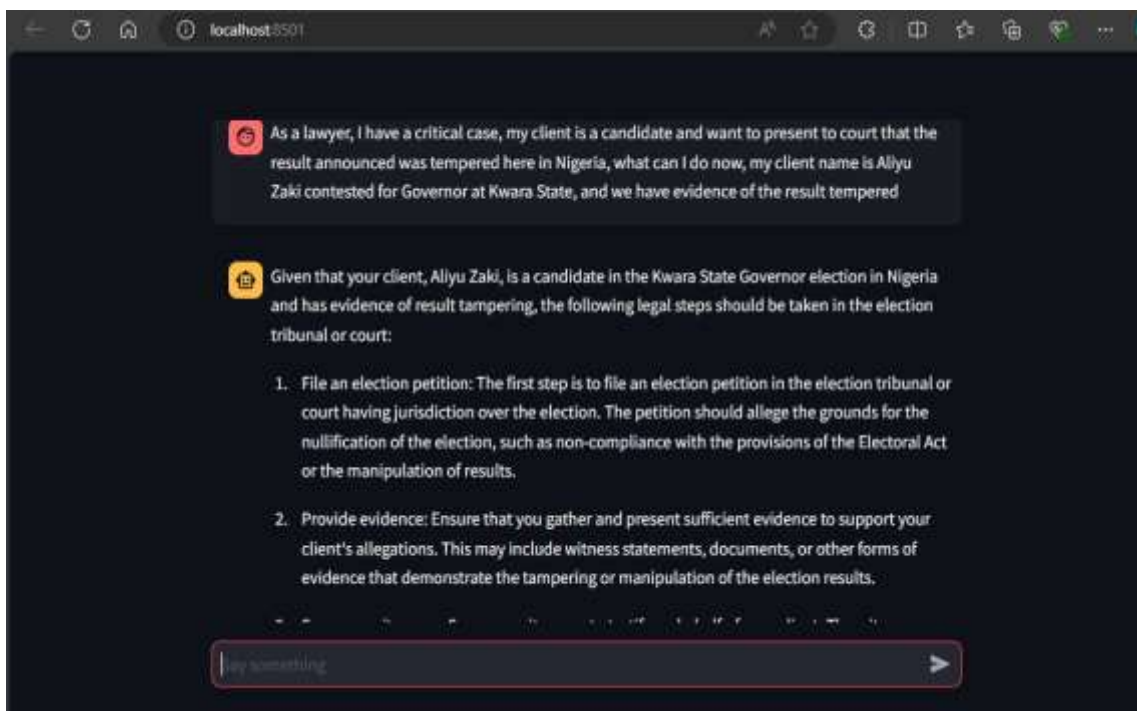 localhost:8501
As a lawyer, I have a critical case, my client is a candidate and want to present to court that the
result announced was tempered here in Nigeria, what can I do now, my client name is Aliyu
Zaki contested for Governor at Kwara State, and we have evidence of the result tempered
Given that your client, Aliyu Zaki, is a candidate in the Kwara State Governor election in Nigeria
and has evidence of result tampering, the following legal steps should be taken in the election
tribunal or court:
1. File an election petition: The first step is to file an election petition in the election tribunal or
court having jurisdiction over the election. The petition should allege the grounds for the
nullification of the election, such as non-compliance with the provisions of the Electoral Act
or the manipulation of results.
2. Provide evidence: Ensure that you gather and present sufficient evidence to support your
client's allegations. This may include witness statements, documents, or other forms of
evidence that demonstrate the tampering or manipulation of the election results.
Say something